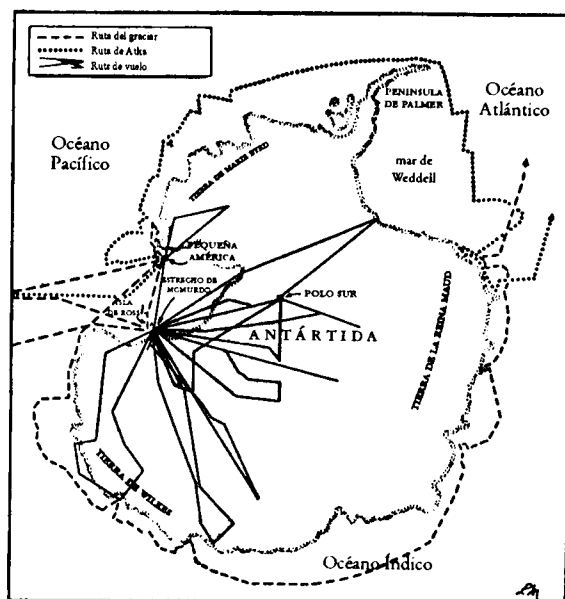 Ruta del graciar
Ruta de Atka
Ruta de vuelo
Océano
Pacífico
PENINSULA
DE PALMER
Océano
Atlántico
mar de
Weddell
TIERRA DE MARIE BYRD
PEQUEÑA
AMÉRICA
ESTRECHO DE
MCMURDO
ISLA
DE ROSS
POLO SUR
ANTÁRTIDA
TIERRA DE LA REINA MAUD
TIERRA DE WILKES
Océano Índico